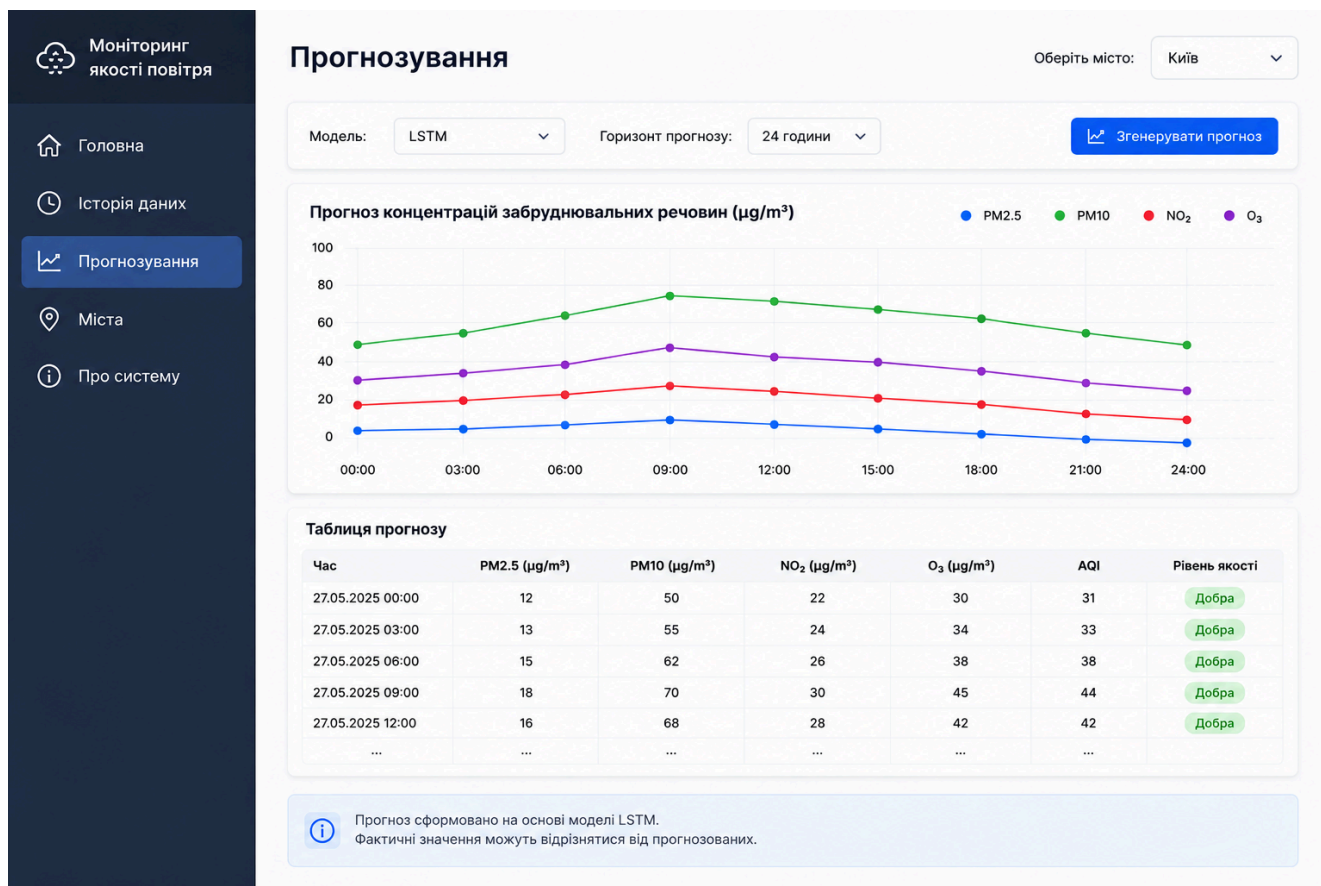 Моніторинг
якості повітря
Головна
Історія даних
Прогнозування
Міста
Про систему
Прогнозування
Оберіть місто: Київ
Модель: LSTM Горизонт прогнозу: 24 години Згенерувати прогноз
Прогноз концентрацій забруднювальних речовин (μg/m³) PM2.5 PM10 NO₂ O₃
100
80
60
40
20
0
00:00 03:00 06:00 09:00 12:00 15:00 18:00 21:00 24:00
Таблиця прогнозу
Час PM2.5 (μg/m³) PM10 (μg/m³) NO₂ (μg/m³) O₃ (μg/m³) AQI Рівень якості
27.05.2025 00:00 12 50 22 30 31 Добра
27.05.2025 03:00 13 55 24 34 33 Добра
27.05.2025 06:00 15 62 26 38 38 Добра
27.05.2025 09:00 18 70 30 45 44 Добра
27.05.2025 12:00 16 68 28 42 42 Добра
... ... ... ... ... ...
Прогноз сформовано на основі моделі LSTM.
Фактичні значення можуть відрізнятися від прогнозованих.